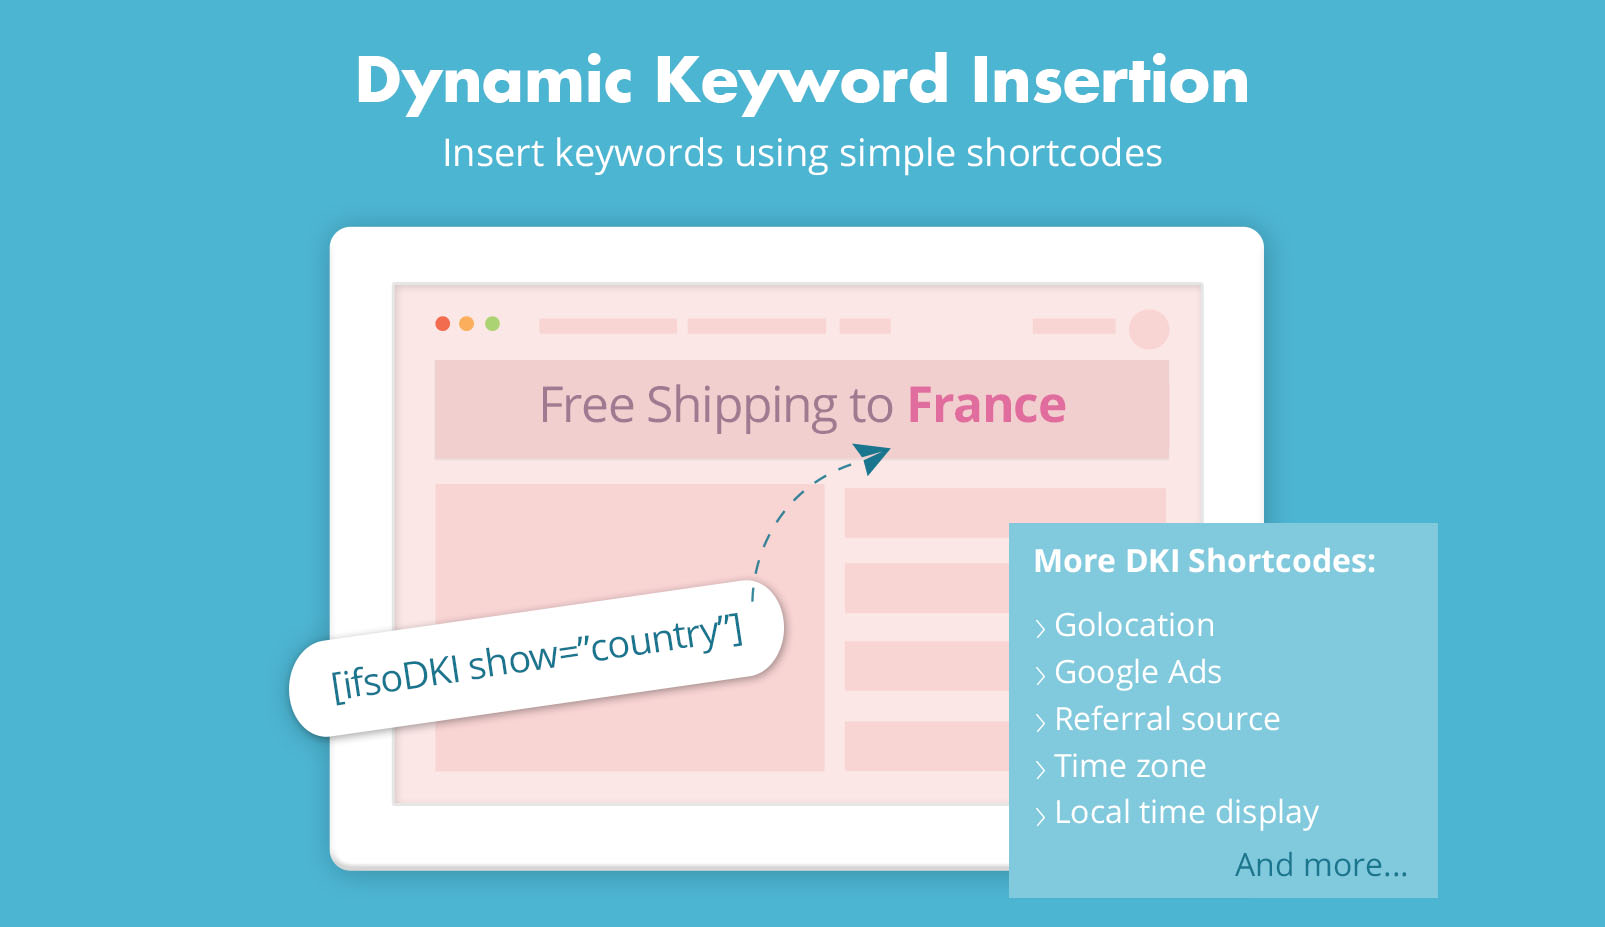 Dynamic Keyword Insertion
Insert keywords using simple shortcodes
Free Shipping to France
[ifsoDKI show=”country”]
More DKI Shortcodes:
Golocation
Google Ads
Referral source
Time zone
Local time display
And more...